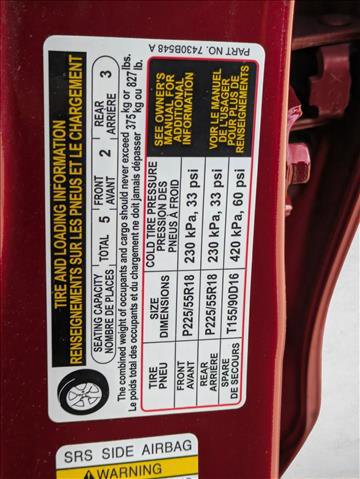 PART NO. 7430B548 A
TIRE AND LOADING INFORMATION
RENSEIGNEMENTS SUR LES PNEUS ET LE CHARGEMENT
SEATING CAPACITY TOTAL 5 FRONT 2 REAR 3
NOMBRE DE PLACES AVANT ARRIÈRE
The combined weight of occupants and cargo should never exceed 375 kg or 827 lbs.
Le poids total des occupants et du chargement ne doit jamais dépasser 375 kg ou 827 lb.
TIRE SIZE COLD TIRE PRESSURE
PNEU DIMENSIONS PRESSION DES PNEUS À FROID
FRONT AVANT P225/55R18 230 kPa, 33 psi
REAR ARRIÈRE P225/55R18 230 kPa, 33 psi
SPARE DE SECOURS T155/90D16 420 kPa, 60 psi
SEE OWNER'S
MANUAL FOR
ADDITIONAL
INFORMATION
VOIR LE MANUEL
DE L'USAGER
POUR PLUS DE
RENSEIGNEMENTS
SRS SIDE AIRBAG
WARNING